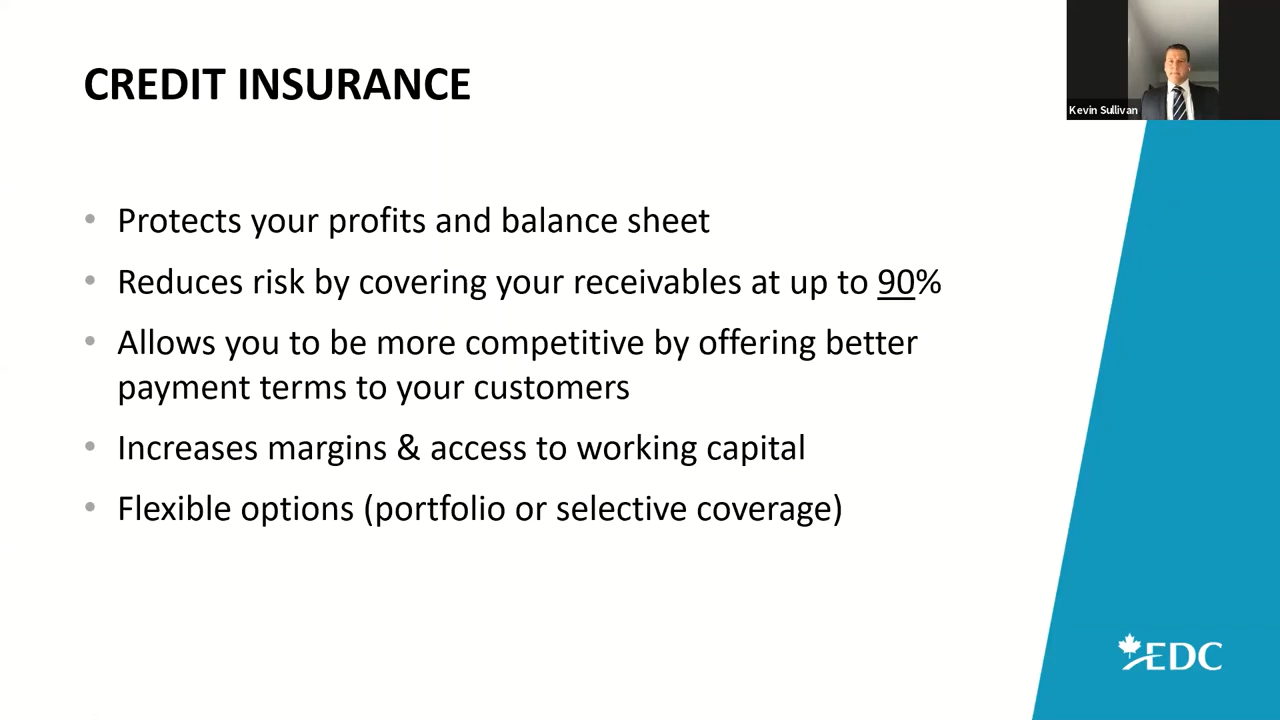 CREDIT INSURANCE
Kevin Sullivan
• Protects your profits and balance sheet
• Reduces risk by covering your receivables at up to 90%
• Allows you to be more competitive by offering better
payment terms to your customers
• Increases margins & access to working capital
• Flexible options (portfolio or selective coverage)
EDC